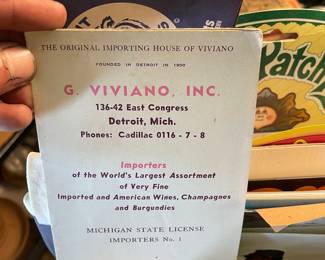 THE ORIGINAL IMPORTING HOUSE OF VIVIANO
FOUNDED IN DETROIT IN 1900
G. VIVIANO, INC.
136-42 East Congress
Detroit, Mich.
Phones: Cadillac 0116 - 7 - 8
Importers
of the World's Largest Assortment
of Very Fine
Imported and American Wines, Champagnes
and Burgundies
MICHIGAN STATE LICENSE
IMPORTERS No. 1
Patch